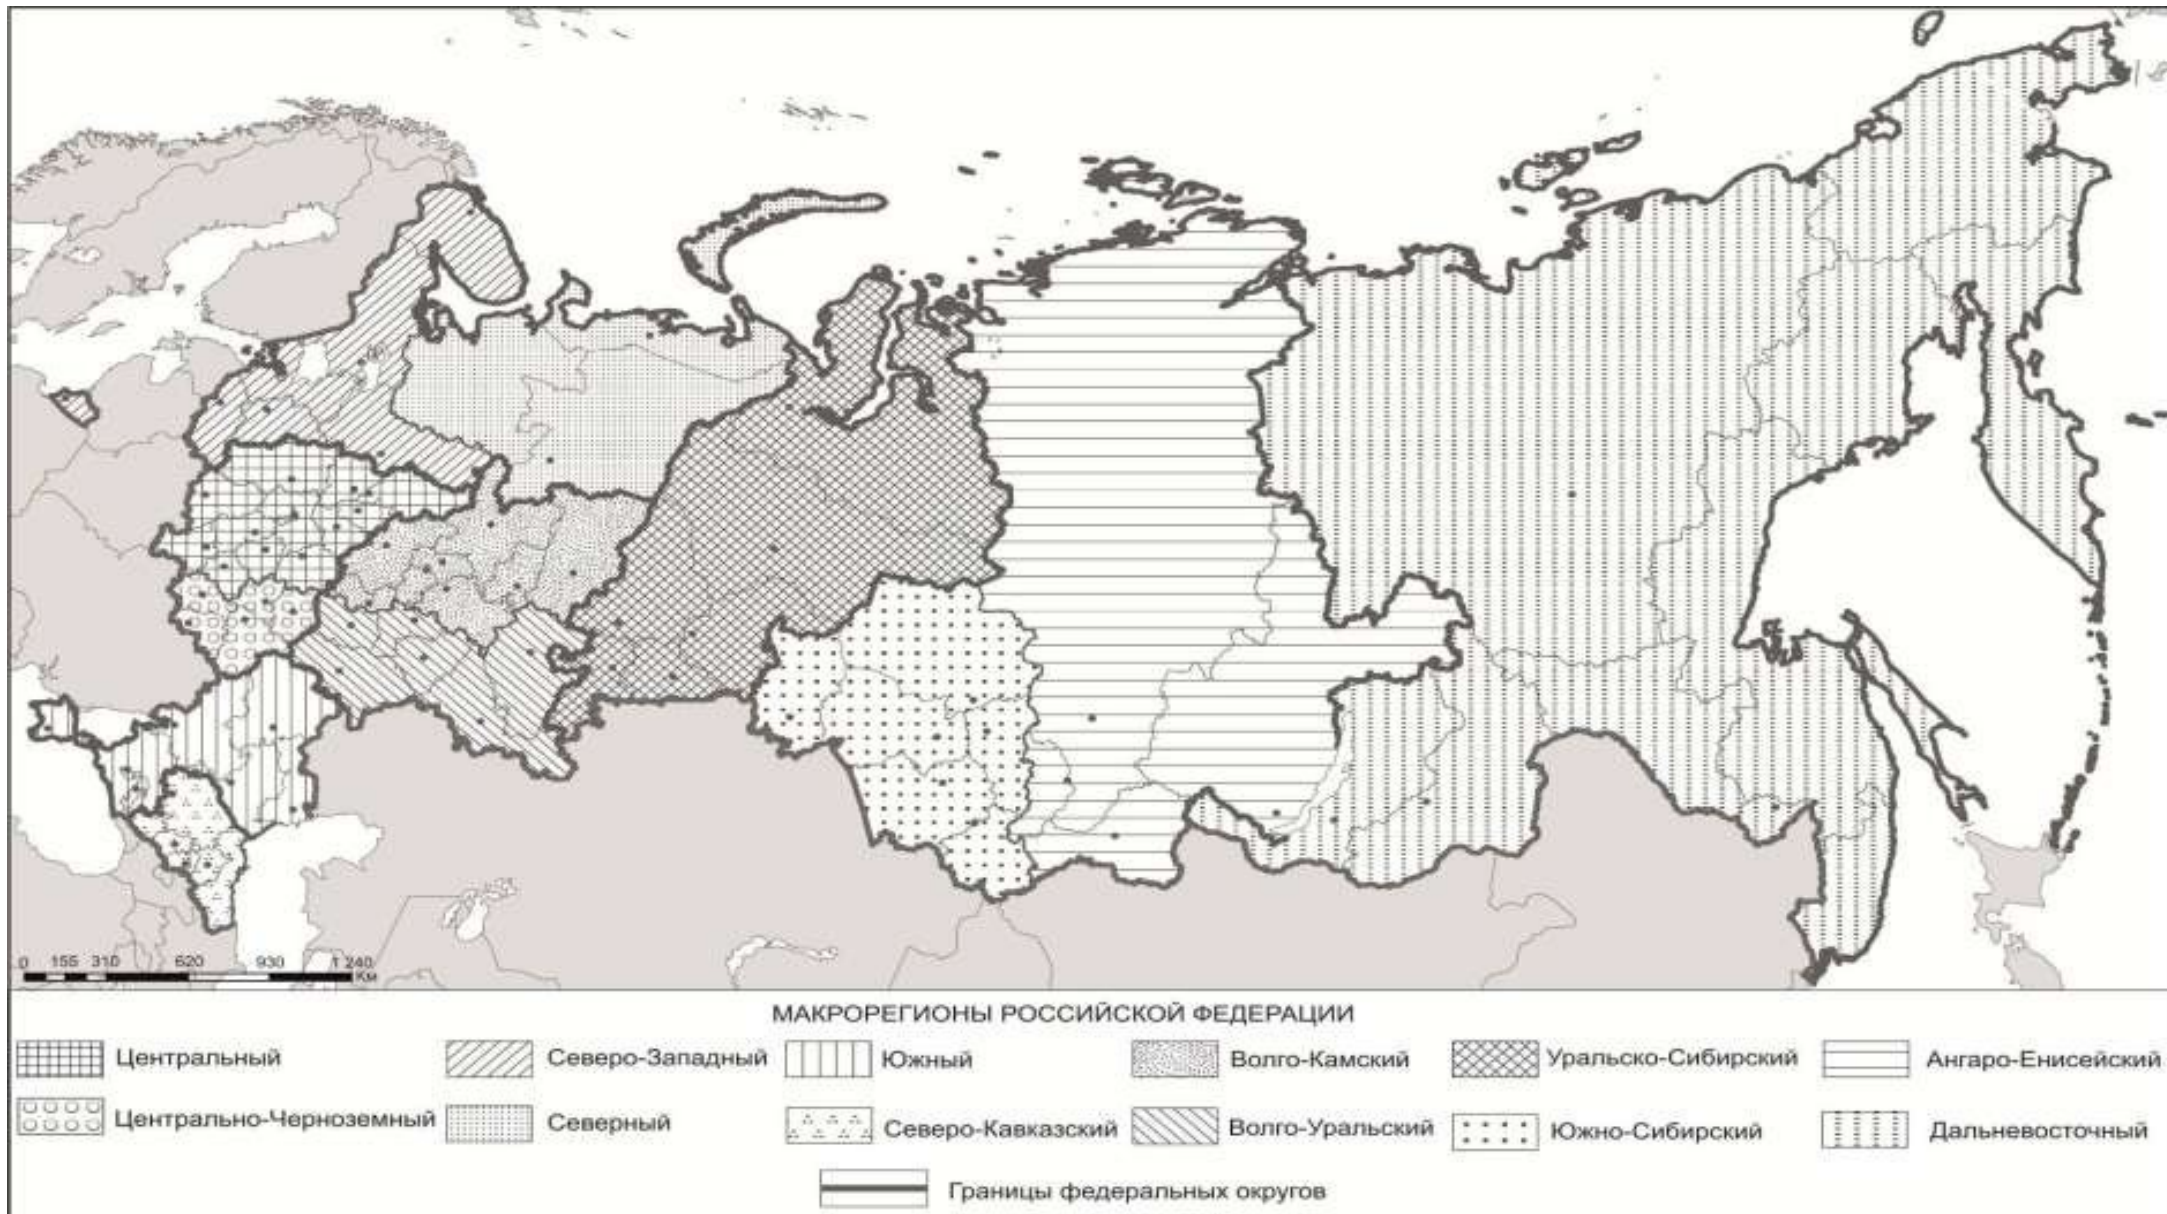 0 155 310 620 930 1 240
Км
МАКРОРЕГИОНЫ РОССИЙСКОЙ ФЕДЕРАЦИИ
Центральный Северо-Западный Южный Волго-Камский Уральско-Сибирский Ангаро-Енисейский
Центрально-Черноземный Северный Северо-Кавказский Волго-Уральский Южно-Сибирский Дальневосточный
Границы федеральных округов